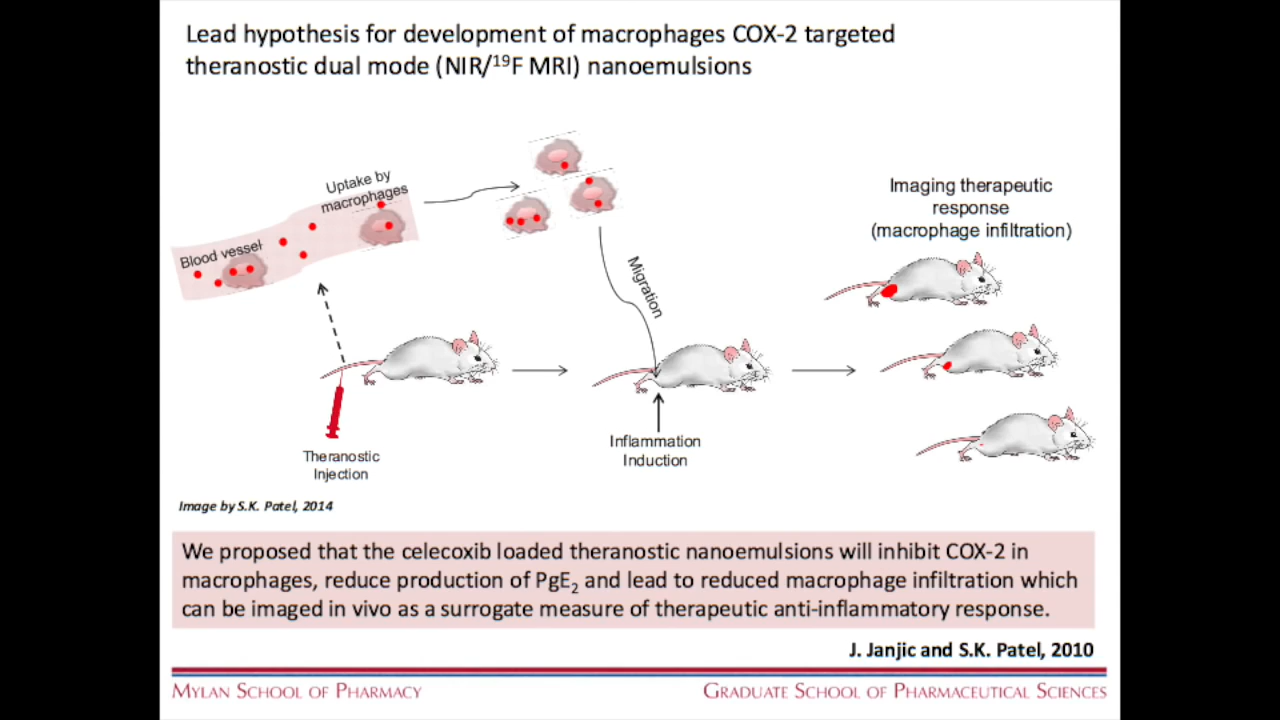 Lead hypothesis for development of macrophages COX-2 targeted
theranostic dual mode (NIR/¹⁹F MRI) nanoemulsions
Uptake by
macrophages
Blood vessel
Migration
Imaging therapeutic
response
(macrophage infiltration)
Theranostic
Injection
Inflammation
Induction
Image by S.K. Patel, 2014
We proposed that the celecoxib loaded theranostic nanoemulsions will inhibit COX-2 in
macrophages, reduce production of PgE₂ and lead to reduced macrophage infiltration which
can be imaged in vivo as a surrogate measure of therapeutic anti-inflammatory response.
J. Janjic and S.K. Patel, 2010
MYLAN SCHOOL OF PHARMACY
GRADUATE SCHOOL OF PHARMACEUTICAL SCIENCES